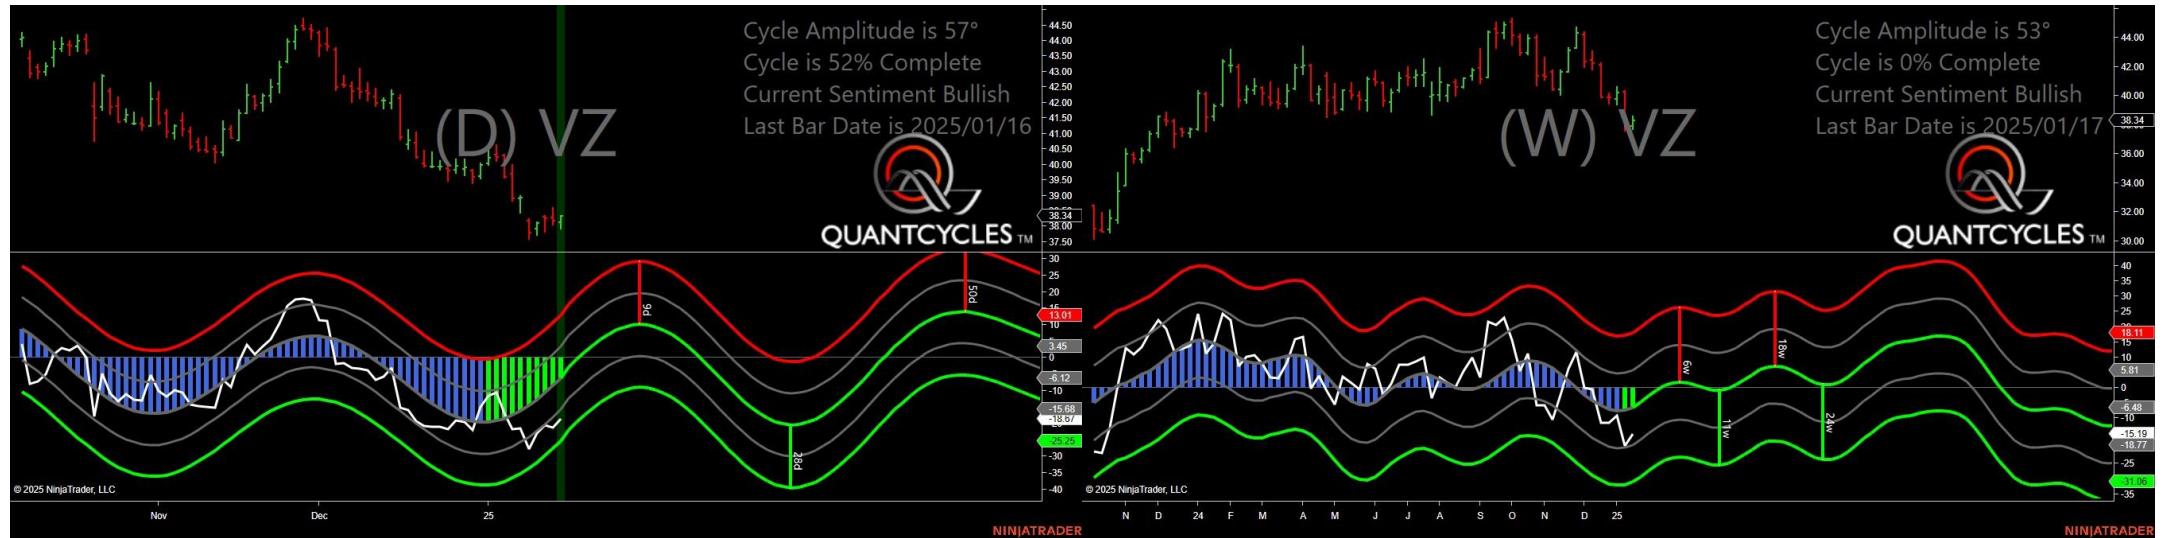 Cycle Amplitude is 57°
Cycle is 52% Complete
Current Sentiment Bullish
Last Bar Date is 2025/01/16
(D) VZ
QUANTCYCLES TM
44.50
44.00
43.50
43.00
42.50
42.00
41.50
41.00
40.50
40.00
39.50
39.00
38.34
38.00
37.50
9d
50d
28d
30
25
20
13.01
10
3.45
0
-6.12
-10
-15.68
-18.67
-25.25
-30
-35
-40
© 2025 NinjaTrader, LLC
Nov
Dec
25
NINJATRADER
Cycle Amplitude is 53°
Cycle is 0% Complete
Current Sentiment Bullish
Last Bar Date is 2025/01/17
(W) VZ
QUANTCYCLES TM
44.00
42.00
40.00
38.34
36.00
34.00
32.00
30.00
6w
18w
11w
24w
40
35
30
25
18.11
15
10
5.81
0
-6.48
-10
-15.19
-18.77
-25
-31.06
-35
© 2025 NinjaTrader, LLC
N D 24 F M A M J J A S O N D 25
NINJATRADER